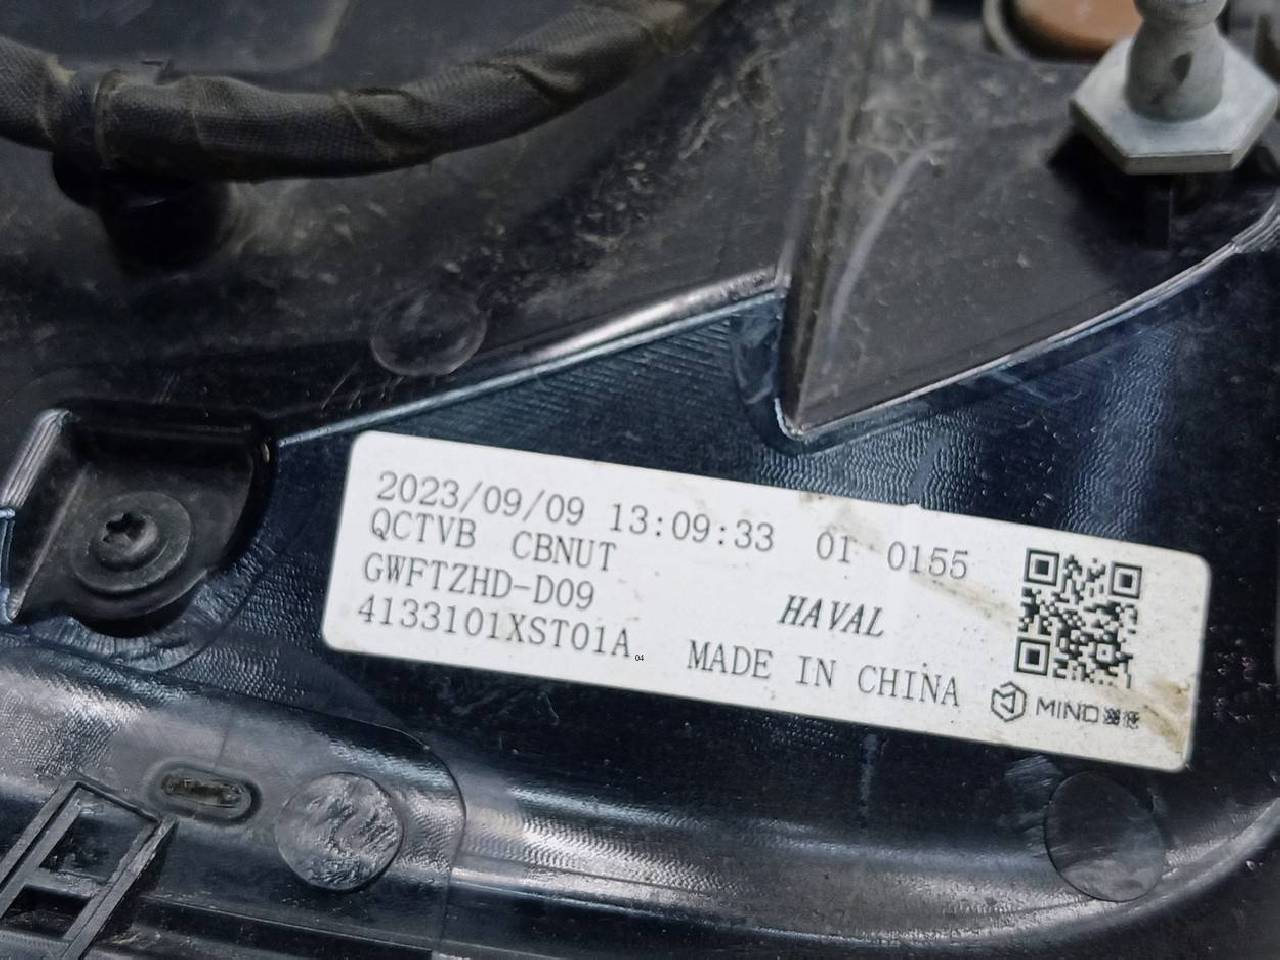 2023/09/09 13:09:33 01 0155
QCTVB CBNUT
GWFTZHD-D09
HAVAL
4133101XST01A 04
MADE IN CHINA
MIND